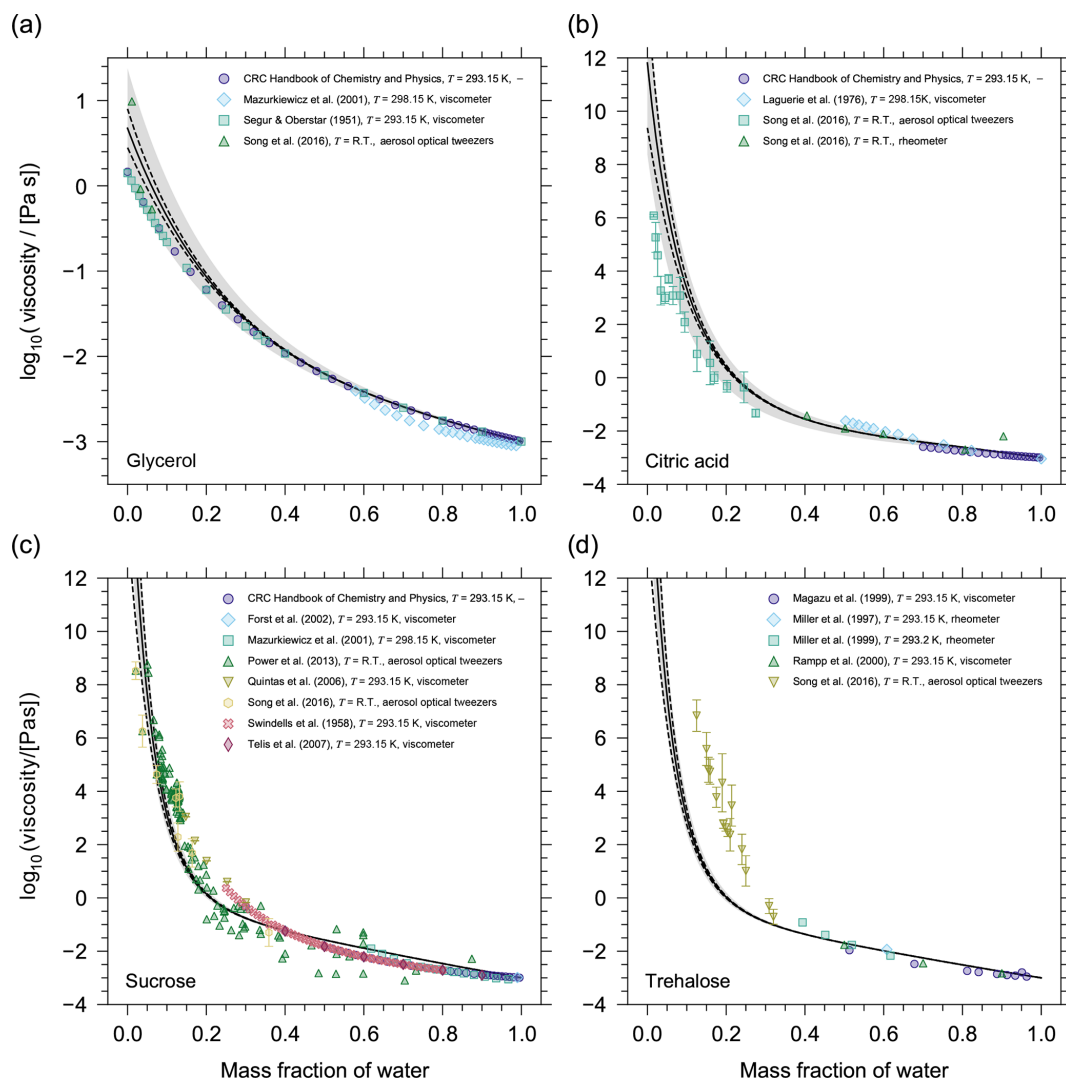 (a)
CRC Handbook of Chemistry and Physics, T = 293.15 K, –
Mazurkiewicz et al. (2001), T = 298.15 K, viscometer
Segur & Oberstar (1951), T = 293.15 K, viscometer
Song et al. (2016), T = R.T., aerosol optical tweezers
1
0
−1
−2
−3
log10( viscosity / [Pa s])
Glycerol
0.0 0.2 0.4 0.6 0.8 1.0
(b)
CRC Handbook of Chemistry and Physics, T = 293.15 K, –
Laguerie et al. (1976), T = 298.15K, viscometer
Song et al. (2016), T = R.T., aerosol optical tweezers
Song et al. (2016), T = R.T., rheometer
12
10
8
6
4
2
0
−2
−4
Citric acid
0.0 0.2 0.4 0.6 0.8 1.0
(c)
CRC Handbook of Chemistry and Physics, T = 293.15 K, –
Forst et al. (2002), T = 293.15 K, viscometer
Mazurkiewicz et al. (2001), T = 298.15 K, viscometer
Power et al. (2013), T = R.T., aerosol optical tweezers
Quintas et al. (2006), T = 293.15 K, viscometer
Song et al. (2016), T = R.T., aerosol optical tweezers
Swindells et al. (1958), T = 293.15 K, viscometer
Telis et al. (2007), T = 293.15 K, viscometer
12
10
8
6
4
2
0
−2
−4
log10(viscosity/[Pas])
Sucrose
0.0 0.2 0.4 0.6 0.8 1.0
Mass fraction of water
(d)
Magazu et al. (1999), T = 293.15 K, viscometer
Miller et al. (1997), T = 293.15 K, rheometer
Miller et al. (1999), T = 293.2 K, rheometer
Rampp et al. (2000), T = 293.15 K, viscometer
Song et al. (2016), T = R.T., aerosol optical tweezers
12
10
8
6
4
2
0
−2
−4
Trehalose
0.0 0.2 0.4 0.6 0.8 1.0
Mass fraction of water